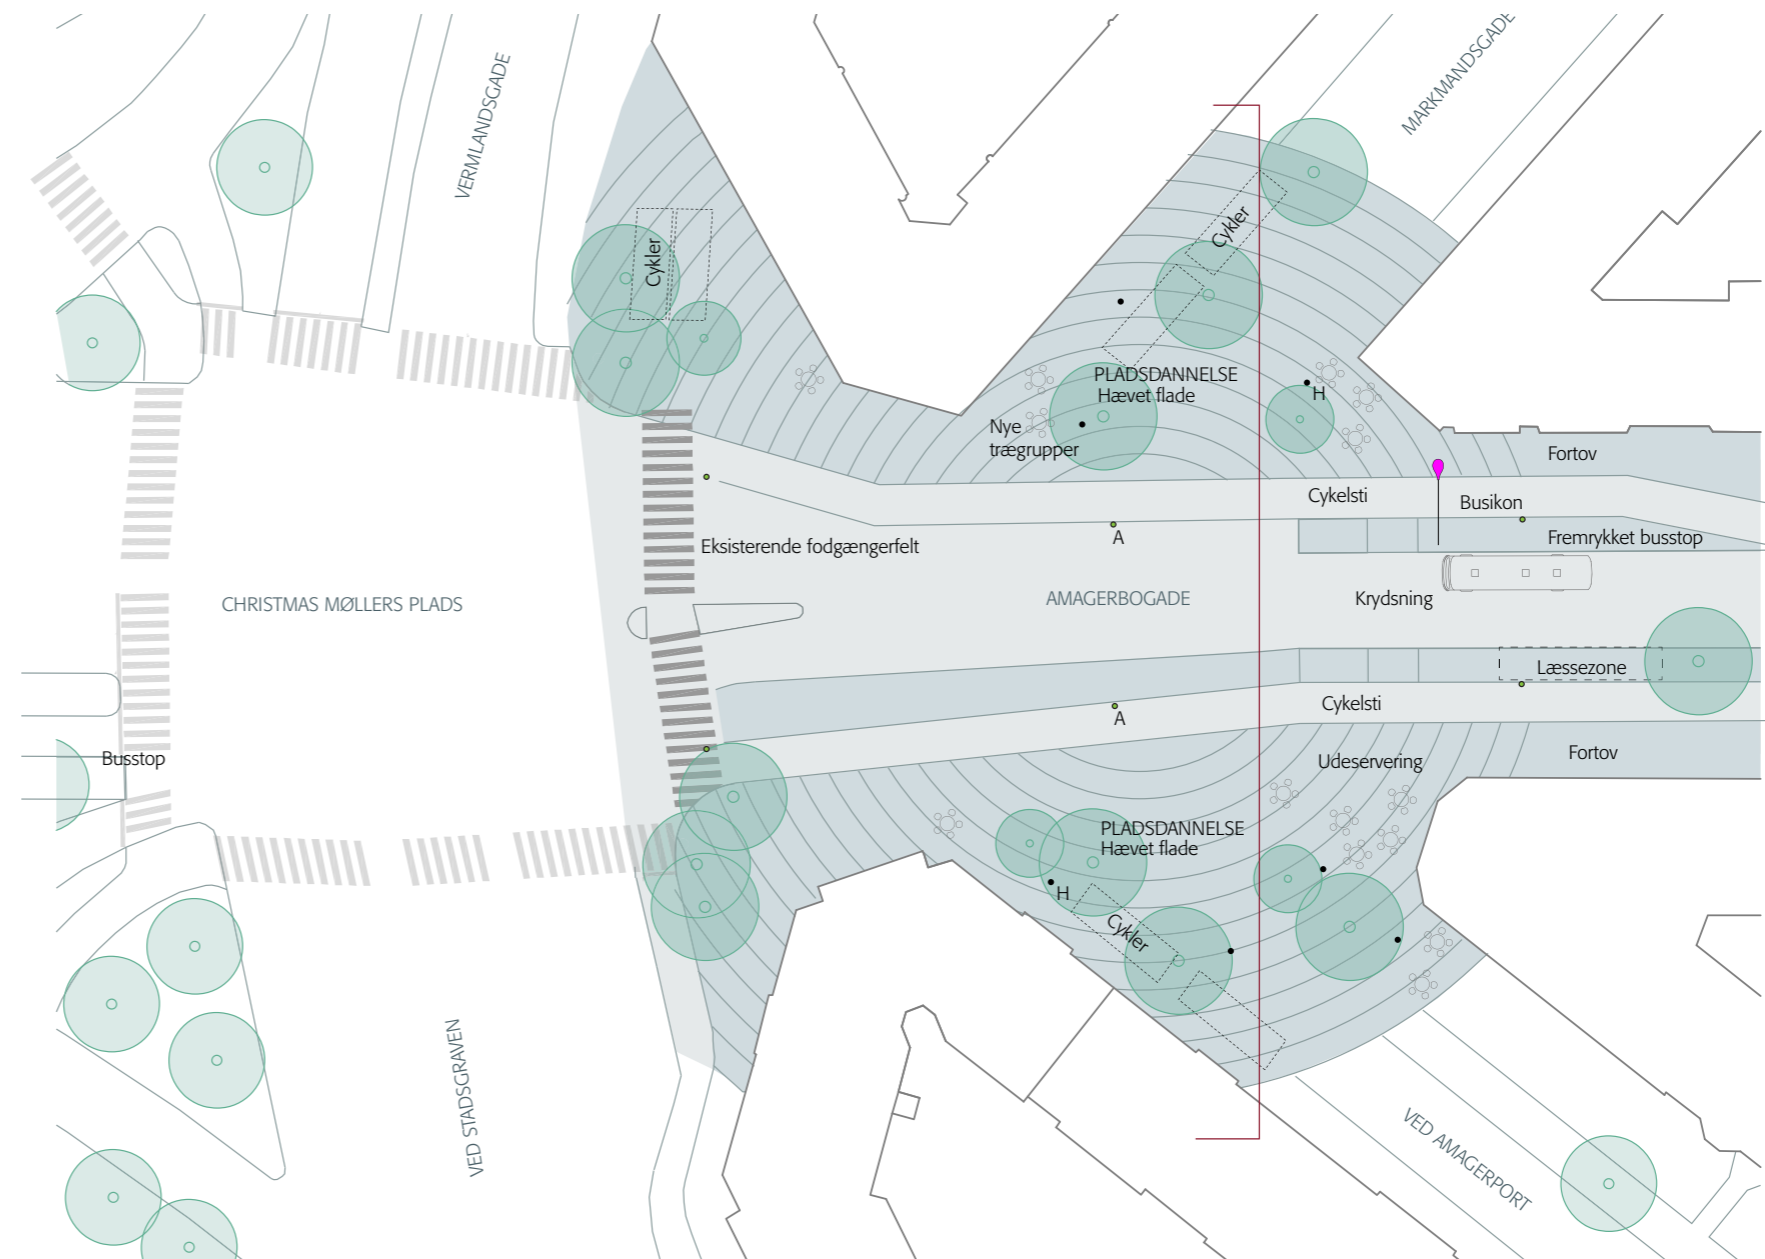 MARKMANDSGADE
VERMLANDSGADE
Cykler
Cykler
PLADSDANNELSE
Hævet flade
H
Nye
trægrupper
Fortov
Cykelsti
Busikon
A
Fremrykket busstop
Eksisterende fodgængerfelt
CHRISTMAS MØLLERS PLADS
AMAGERBOGADE
Krydsning
Læssezone
Cykelsti
A
Busstop
Udeservering
Fortov
PLADSDANNELSE
Hævet flade
H
Cykler
VED STADSGRAVEN
VED AMAGERPORT